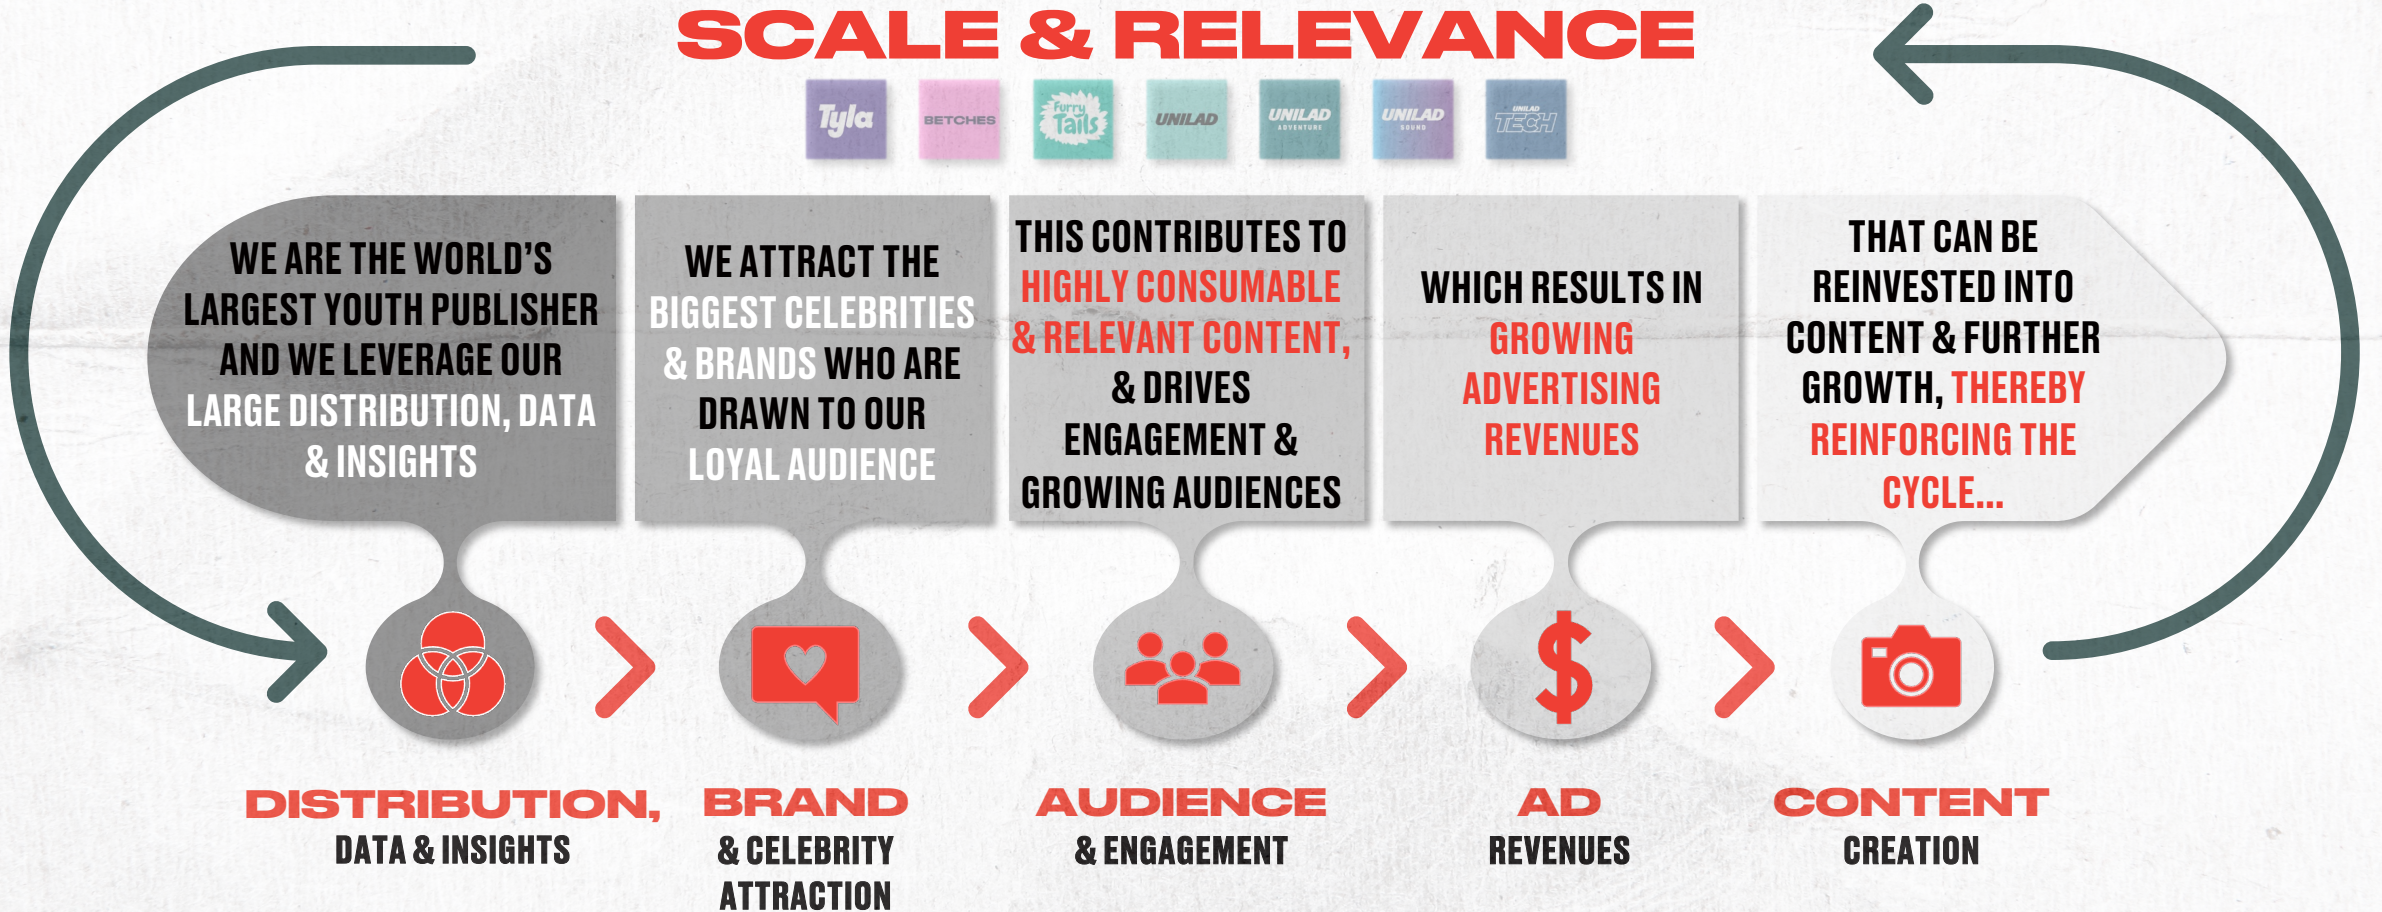 SCALE & RELEVANCE
Tyla
BETCHES
Furry
Tails
UNILAD
UNILAD
ADVENTURE
UNILAD
SOUND
UNILAD
TECH
WE ARE THE WORLD'S
LARGEST YOUTH PUBLISHER
AND WE LEVERAGE OUR
LARGE DISTRIBUTION, DATA
& INSIGHTS
WE ATTRACT THE
BIGGEST CELEBRITIES
& BRANDS WHO ARE
DRAWN TO OUR
LOYAL AUDIENCE
THIS CONTRIBUTES TO
HIGHLY CONSUMABLE
& RELEVANT CONTENT,
& DRIVES
ENGAGEMENT &
GROWING AUDIENCES
WHICH RESULTS IN
GROWING
ADVERTISING
REVENUES
THAT CAN BE
REINVESTED INTO
CONTENT & FURTHER
GROWTH, THEREBY
REINFORCING THE
CYCLE...
$
DISTRIBUTION,
DATA & INSIGHTS
BRAND
& CELEBRITY
ATTRACTION
AUDIENCE
& ENGAGEMENT
AD
REVENUES
CONTENT
CREATION